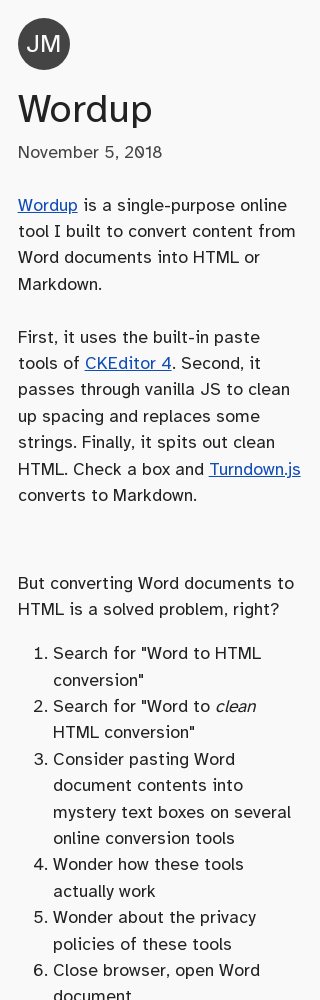 JM
Wordup
November 5, 2018
Wordup is a single-purpose online
tool I built to convert content from
Word documents into HTML or
Markdown.
First, it uses the built-in paste
tools of CKEditor 4. Second, it
passes through vanilla JS to clean
up spacing and replaces some
strings. Finally, it spits out clean
HTML. Check a box and Turndown.js
converts to Markdown.
But converting Word documents to
HTML is a solved problem, right?
1. Search for "Word to HTML
conversion"
2. Search for "Word to clean
HTML conversion"
3. Consider pasting Word
document contents into
mystery text boxes on several
online conversion tools
4. Wonder how these tools
actually work
5. Wonder about the privacy
policies of these tools
6. Close browser, open Word
document